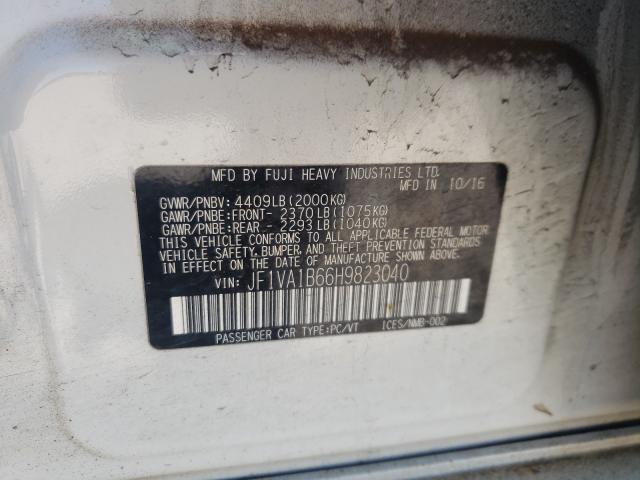 MFD BY FUJI HEAVY INDUSTRIES LTD.
MFD IN 10/16
GVWR/PNBV: 4409LB(2000KG)
GAWR/PNBE:FRONT- 2370LB(1075KG)
GAWR/PNBE:REAR - 2293LB(1040KG)
THIS VEHICLE CONFORMS TO ALL APPLICABLE FEDERAL MOTOR
VEHICLE SAFETY, BUMPER, AND THEFT PREVENTION STANDARDS
IN EFFECT ON THE DATE OF MANUFACTURE SHOWN ABOVE.
VIN: JF1VA1B66H9823040
PASSENGER CAR TYPE:PC/VT ICES/NMB-002